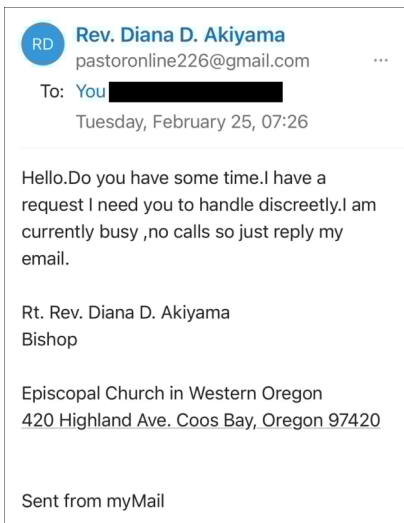 RD
Rev. Diana D. Akiyama
pastoronline226@gmail.com
To: You
Tuesday, February 25, 07:26
Hello.Do you have some time.I have a
request I need you to handle discreetly.I am
currently busy ,no calls so just reply my
email.
Rt. Rev. Diana D. Akiyama
Bishop
Episcopal Church in Western Oregon
420 Highland Ave. Coos Bay, Oregon 97420
Sent from myMail